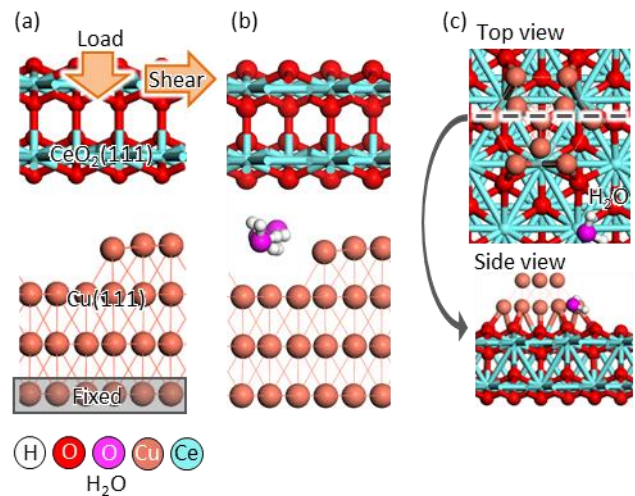 (a)
Load
Shear
CeO₂(111)
Cu(111)
Fixed
(b)
(c)
Top view
H₂O
Side view
H O O Cu Ce
H₂O